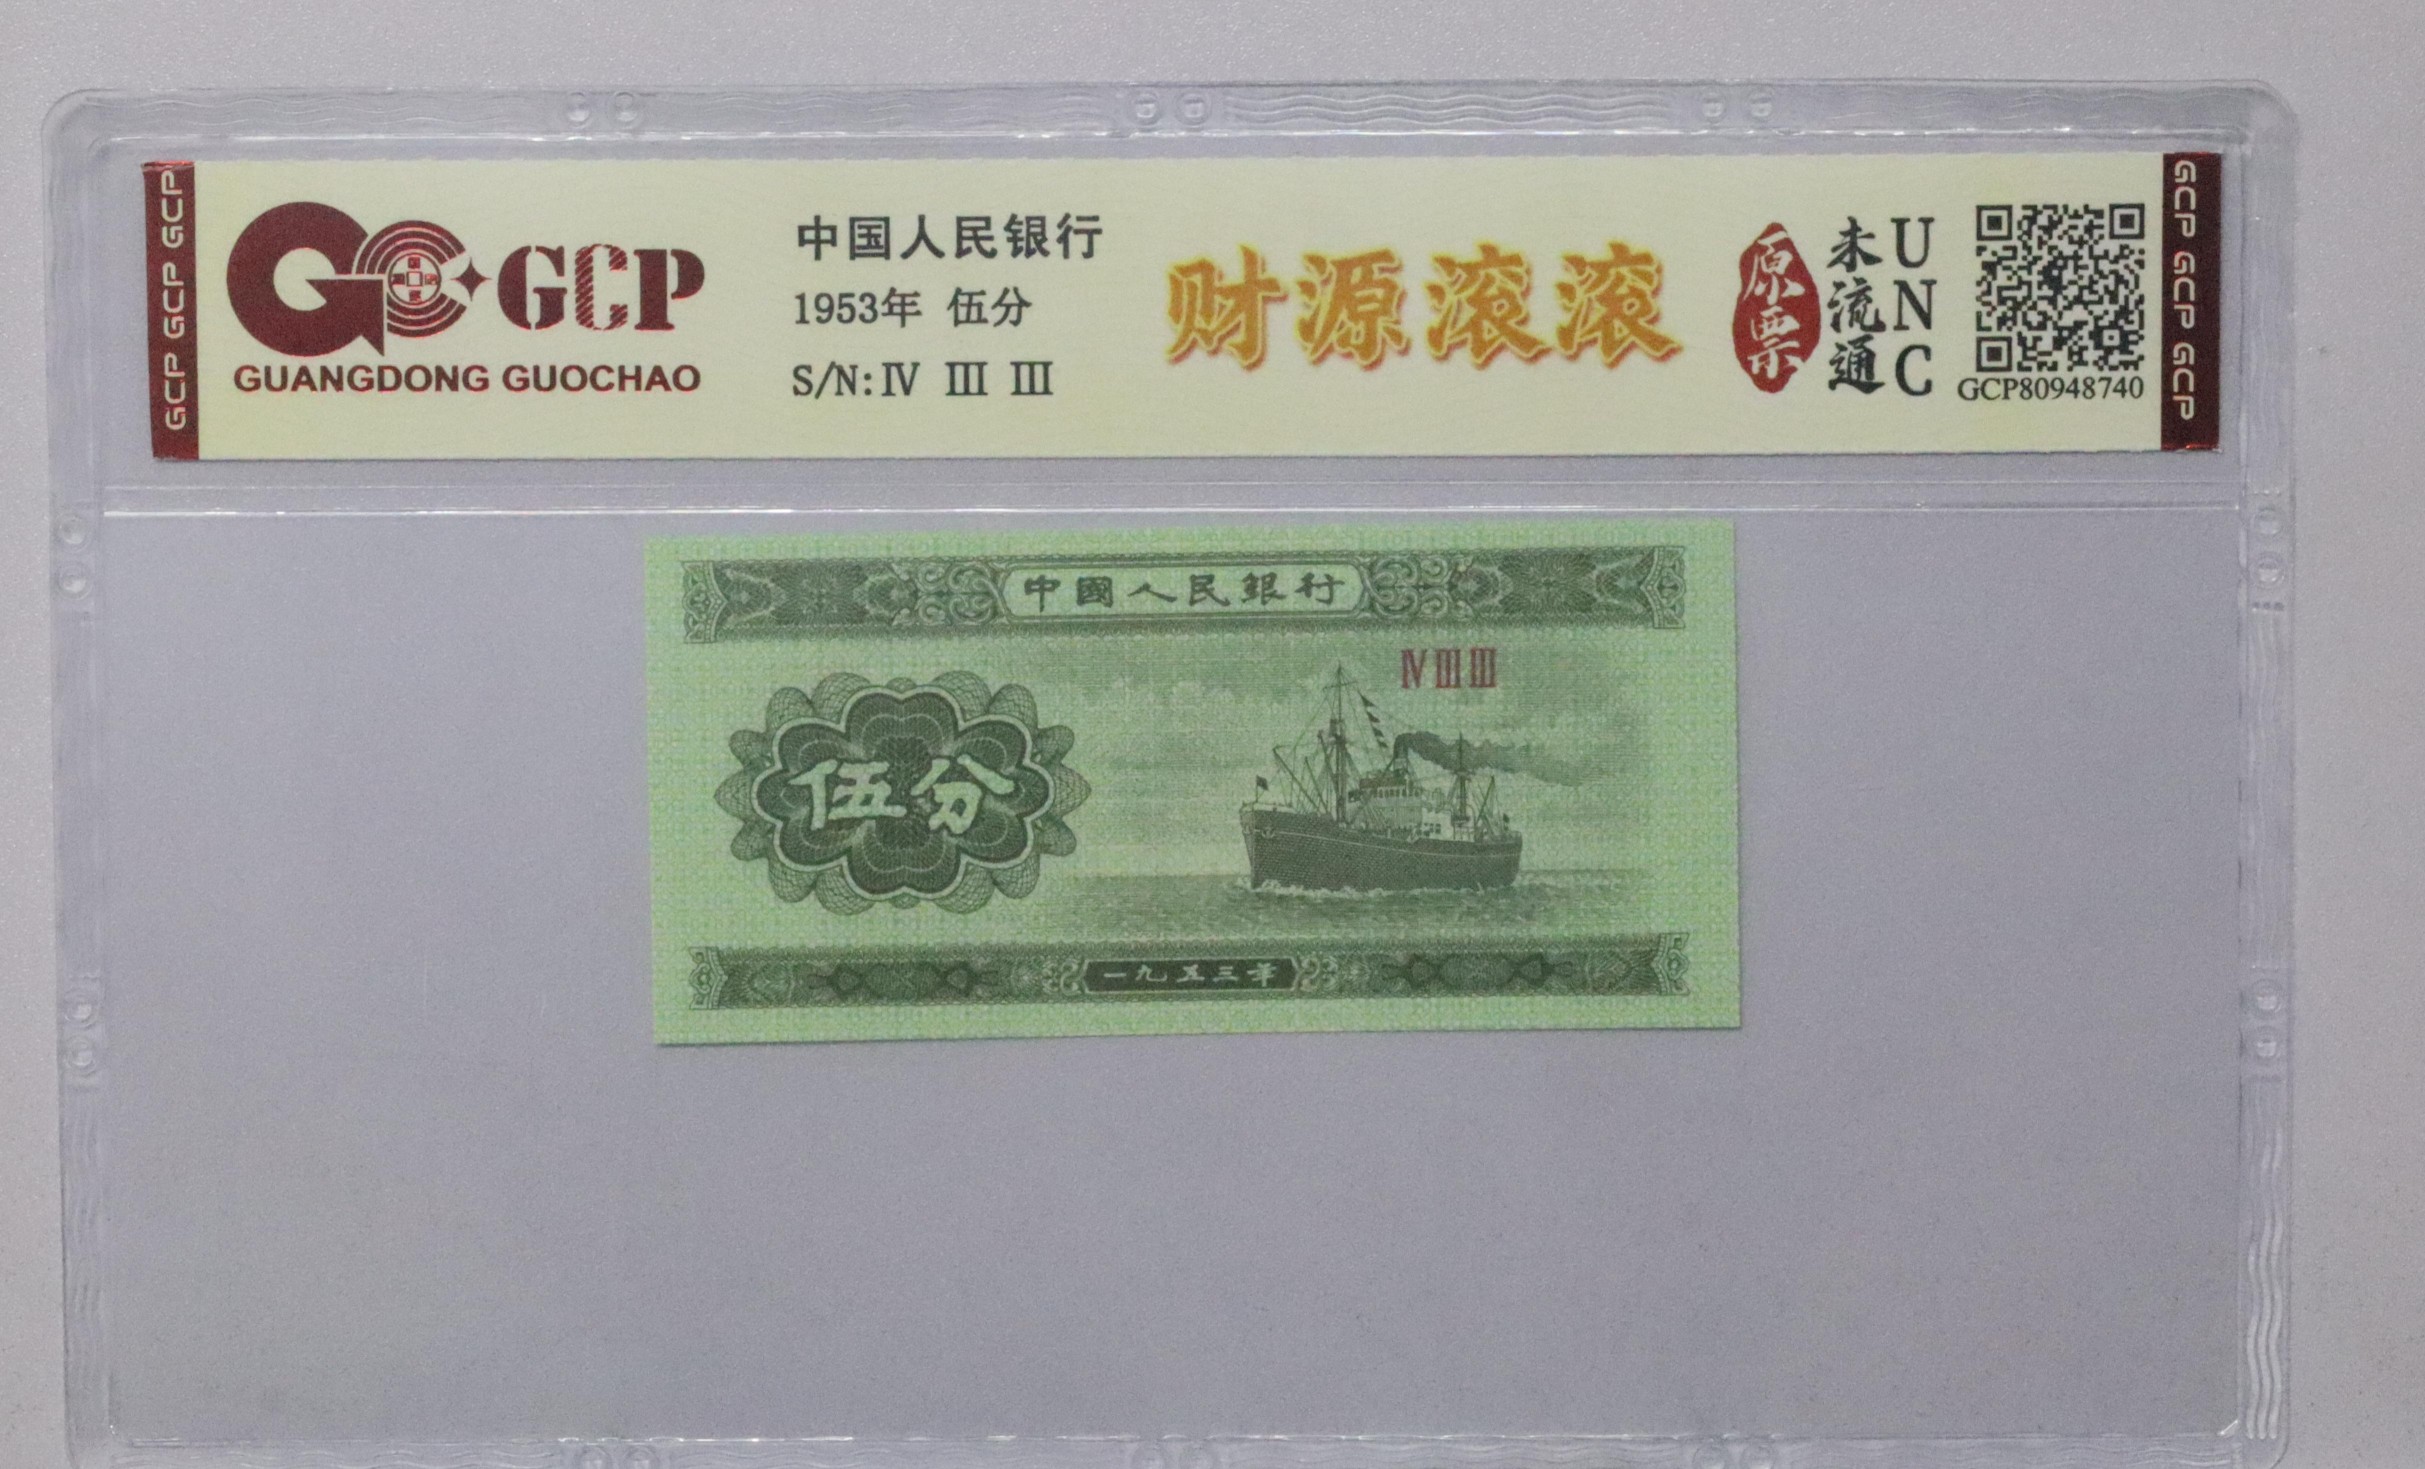 GCP GCP GCP
GCP
GUANGDONG GUOCHAO
中国人民银行
1953年 伍分
S/N: Ⅳ Ⅲ Ⅲ
财源滚滚
原票
未流通
UNC
GCP80948740
GCP GCP GCP
中國人民銀行
ⅣⅢⅢ
伍分
一九五三年